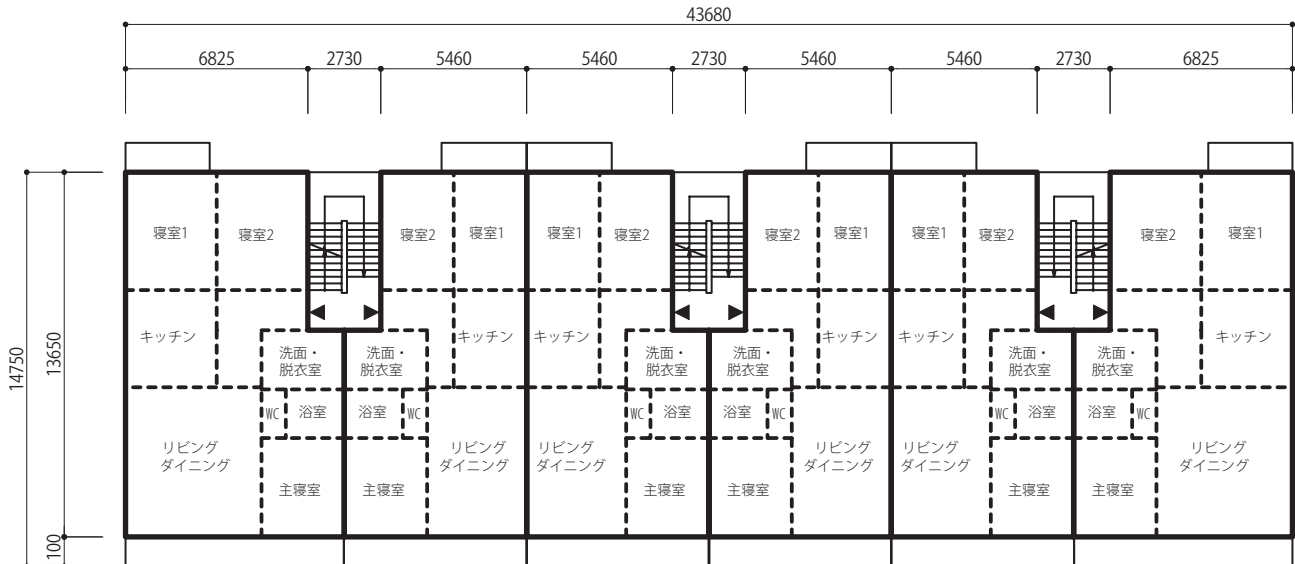 43680
6825 2730 5460 5460 2730 5460 5460 2730 6825
寝室1 寝室2 寝室2 寝室1 寝室1 寝室2 寝室2 寝室1 寝室1 寝室2 寝室2 寝室1
キッチン キッチン キッチン キッチン キッチン キッチン
洗面・ 洗面・ 洗面・ 洗面・ 洗面・ 洗面・
脱衣室 脱衣室 脱衣室 脱衣室 脱衣室 脱衣室
WC 浴室 浴室 WC WC 浴室 浴室 WC WC 浴室 浴室 WC
リビング リビング リビング リビング リビング リビング
ダイニング ダイニング ダイニング ダイニング ダイニング ダイニング
主寝室 主寝室 主寝室 主寝室 主寝室 主寝室
14750
13650
100